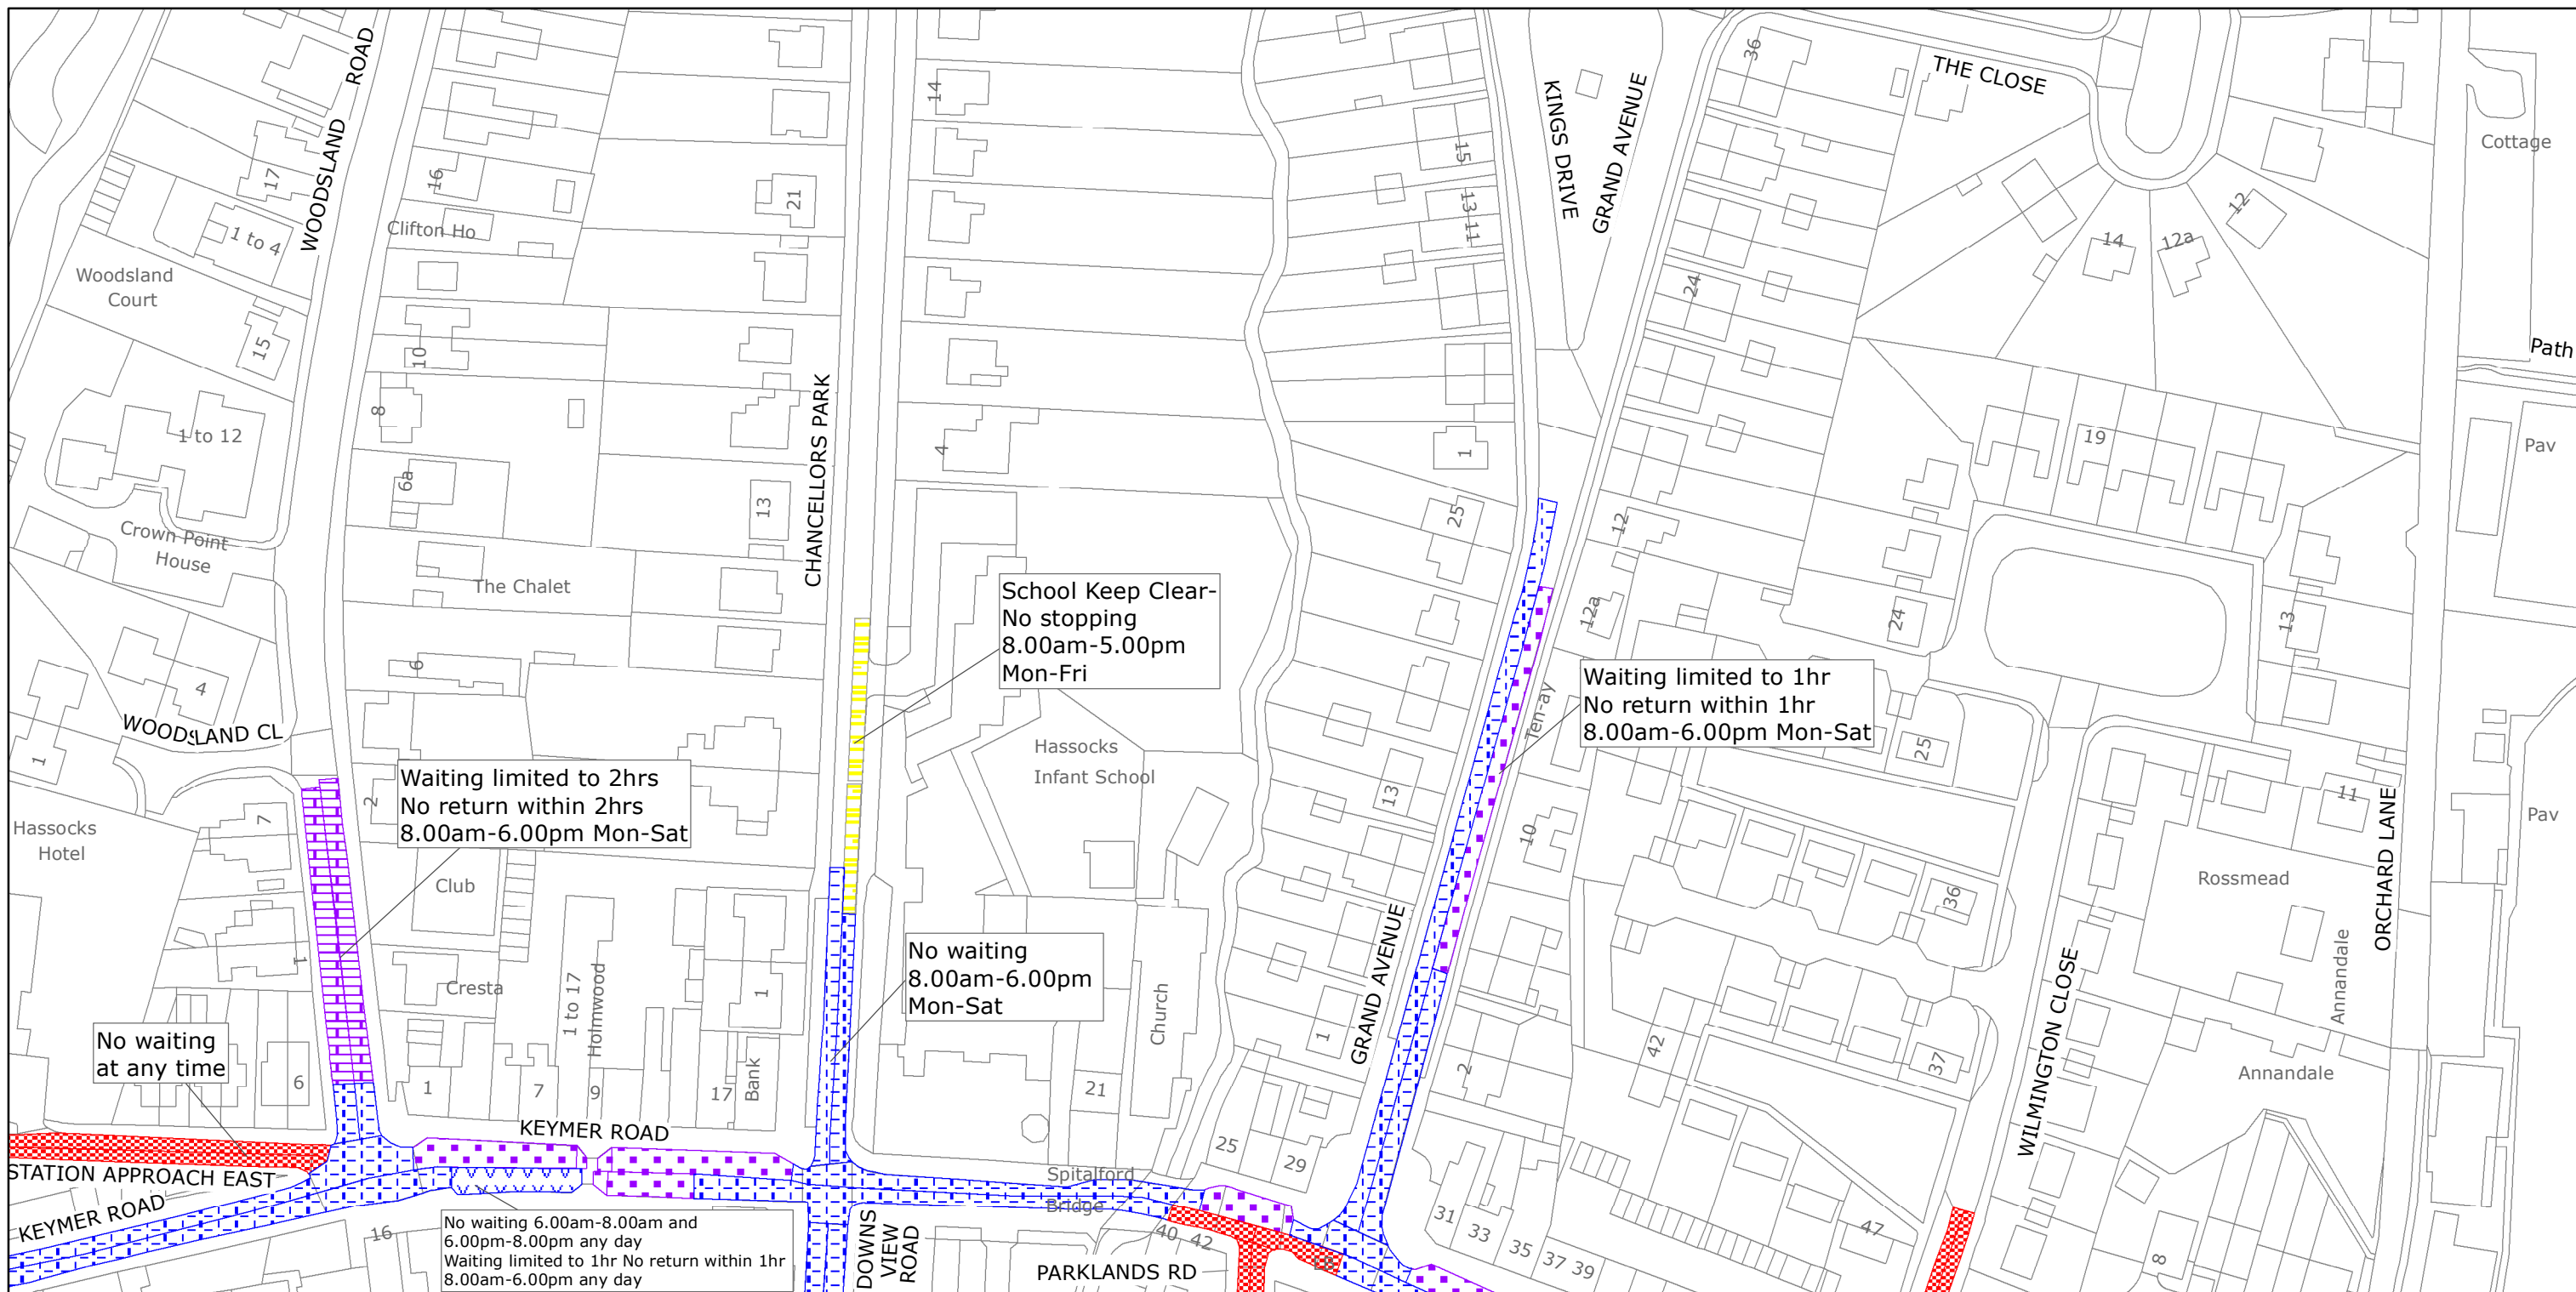 WOODSLAND ROAD
ROAD
WOODSLAND
17
1 to 4
Woodsland
Court
15
1 to 12
Crown Point
House
4
WOODSLAND CL
1
7
Hassocks
Hotel
1
6
No waiting
at any time
STATION APPROACH EAST
KEYMER ROAD
16
16
Clifton Ho
10
8
6a
The Chalet
6
2
Waiting limited to 2hrs
No return within 2hrs
8.00am-6.00pm Mon-Sat
Club
Cresta
1
7
9
1 to 17
Holmwood
17
Bank
1
KEYMER ROAD
No waiting 6.00am-8.00am and
6.00pm-8.00pm any day
Waiting limited to 1hr No return within 1hr
8.00am-6.00pm any day
21
13
CHANCELLORS PARK
14
4
School Keep Clear-
No stopping
8.00am-5.00pm
Mon-Fri
Hassocks
Infant School
No waiting
8.00am-6.00pm
Mon-Sat
Church
21
Spitalford
Bridge
DOWNS
VIEW
ROAD
PARKLANDS RD
40
42
25
29
15
13
11
1
25
13
1
KINGS DRIVE
GRAND AVENUE
GRAND AVENUE
36
24
12
12a
Ten-ay
10
2
Waiting limited to 1hr
No return within 1hr
8.00am-6.00pm Mon-Sat
31
33
35
37
39
THE CLOSE
14
12a
12
19
24
13
25
36
42
37
47
WILMINGTON CLOSE
11
Rossmead
Annandale
Annandale
8
ORCHARD LANE
Cottage
Path
Pav
Pav